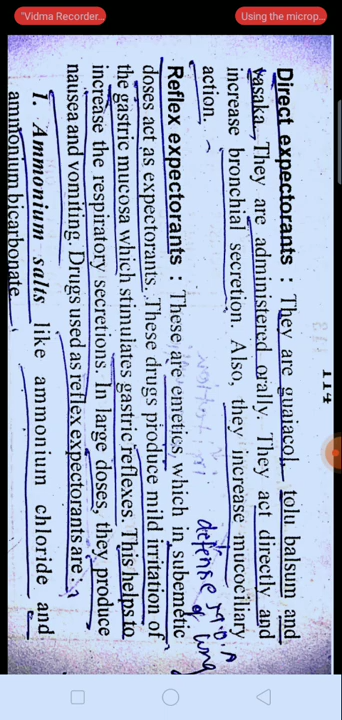 "Vidma Recorder...
Using the microp...
114
Direct expectorants : They are guaiacol, tolu balsum and
vasaka. They are administered orally. They act directly and
increase bronchial secretion. Also, they increase mucociliary
action.
defense
of lung
Reflex expectorants : These are emetics, which in subemetic
doses act as expectorants. These drugs produce mild irritation of
the gastric mucosa which stimulates gastric reflexes. This helps to
increase the respiratory secretions. In large doses, they produce
nausea and vomiting. Drugs used as reflex expectorants are :
1. Ammonium salts like ammonium chloride and
ammonium bicarbonate.